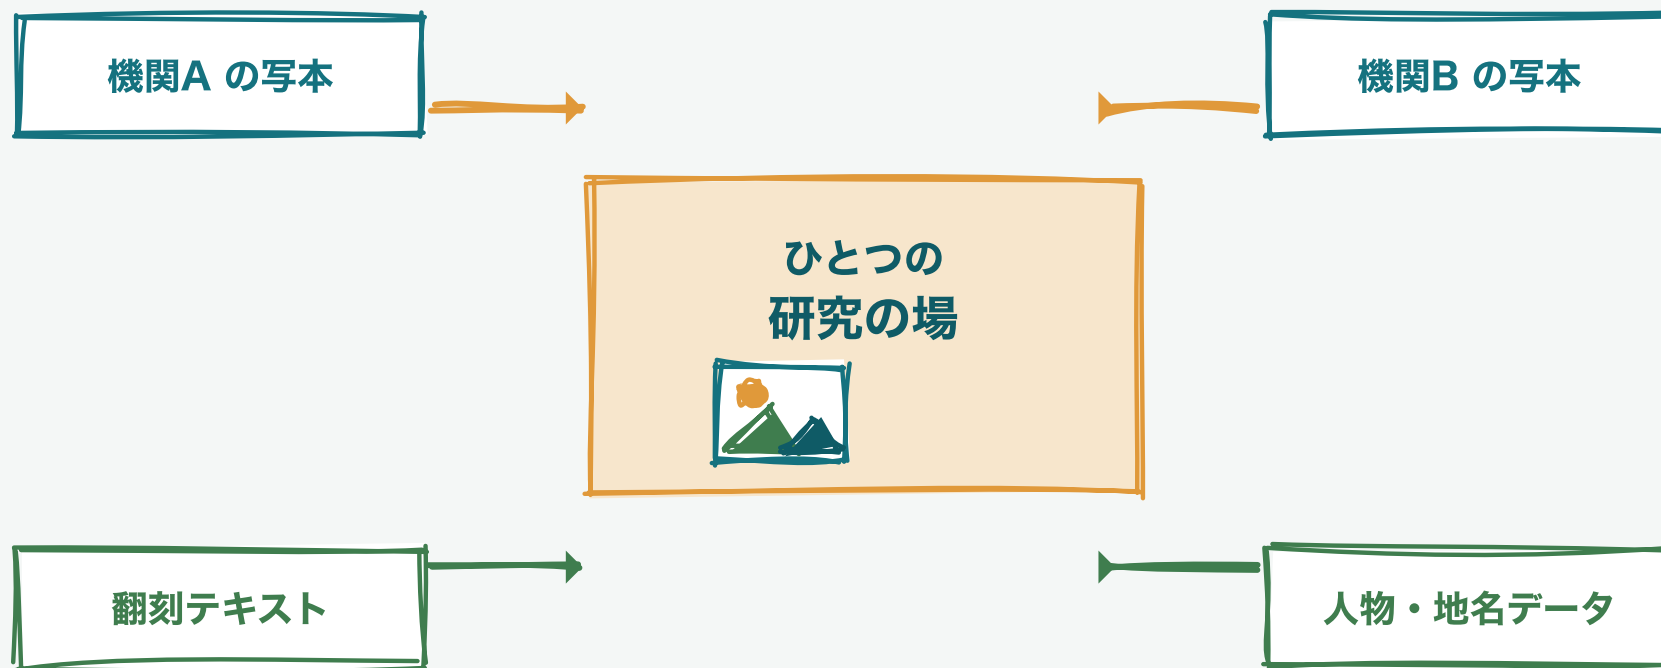 機関A の写本
機関B の写本
ひとつの
研究の場
翻刻テキスト
人物・地名データ